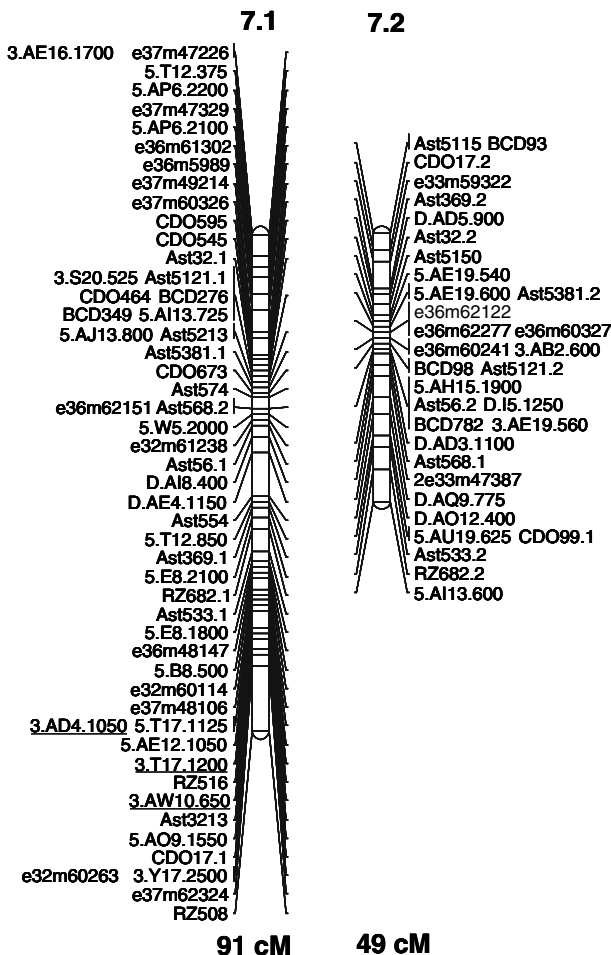 7.1
3.AE16.1700 e37m47226
5.T12.375
5.AP6.2200
e37m47329
5.AP6.2100
e36m61302
e36m5989
e37m49214
e37m60326
CDO595
CDO545
Ast32.1
3.S20.525 Ast5121.1
CDO464 BCD276
BCD349 5.AI13.725
5.AJ13.800 Ast5213
Ast5381.1
CDO673
Ast574
e36m62151 Ast568.2
5.W5.2000
e32m61238
Ast56.1
D.AI8.400
D.AE4.1150
Ast554
5.T12.850
Ast369.1
5.E8.2100
RZ682.1
Ast533.1
5.E8.1800
e36m48147
5.B8.500
e32m60114
e37m48106
3.AD4.1050 5.T17.1125
5.AE12.1050
3.T17.1200
RZ516
3.AW10.650
Ast3213
5.AO9.1550
CDO17.1
e32m60263 3.Y17.2500
e37m62324
RZ508
91 cM
7.2
Ast5115 BCD93
CDO17.2
e33m59322
Ast369.2
D.AD5.900
Ast32.2
Ast5150
5.AE19.540
5.AE19.600 Ast5381.2
e36m62122
e36m62277 e36m60327
e36m60241 3.AB2.600
BCD98 Ast5121.2
5.AH15.1900
Ast56.2 D.I5.1250
BCD782 3.AE19.560
D.AD3.1100
Ast568.1
2e33m47387
D.AQ9.775
D.AO12.400
5.AU19.625 CDO99.1
Ast533.2
RZ682.2
5.AI13.600
49 cM